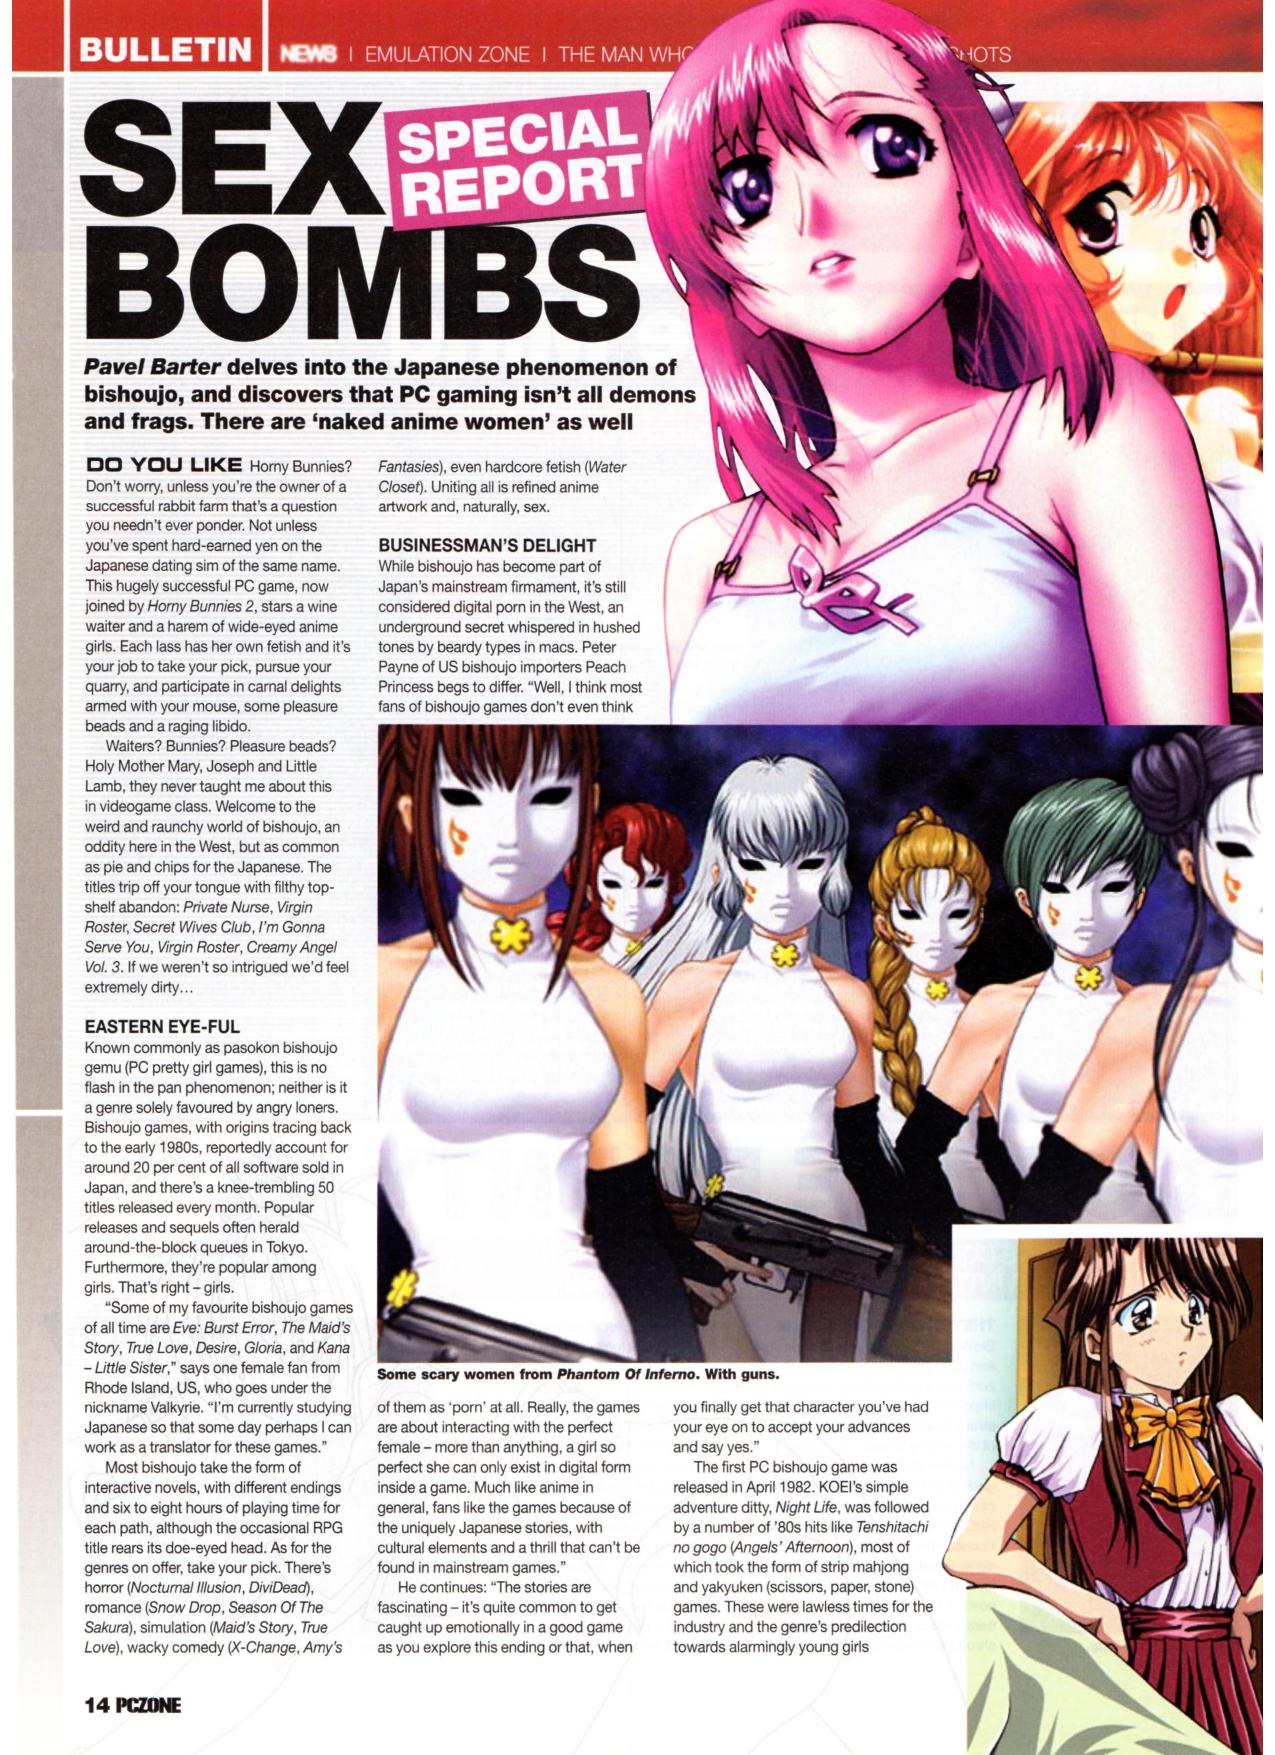 BULLETIN
NEWS | EMULATION ZONE | THE MAN WHO
HOTS
SEX
BOMBS
SPECIAL
REPORT
Pavel Barter delves into the Japanese phenomenon of
bishoujo, and discovers that PC gaming isn't all demons
and frags. There are 'naked anime women' as well
DO YOU LIKE Horny Bunnies?
Don't worry, unless you're the owner of a
successful rabbit farm that's a question
you needn't ever ponder. Not unless
you've spent hard-earned yen on the
Japanese dating sim of the same name.
This hugely successful PC game, now
joined by Horny Bunnies 2, stars a wine
waiter and a harem of wide-eyed anime
girls. Each lass has her own fetish and it's
your job to take your pick, pursue your
quarry, and participate in carnal delights
armed with your mouse, some pleasure
beads and a raging libido.
Waiters? Bunnies? Pleasure beads?
Holy Mother Mary, Joseph and Little
Lamb, they never taught me about this
in videogame class. Welcome to the
weird and raunchy world of bishoujo, an
oddity here in the West, but as common
as pie and chips for the Japanese. The
titles trip off your tongue with filthy top-
shelf abandon: Private Nurse, Virgin
Roster, Secret Wives Club, I'm Gonna
Serve You, Virgin Roster, Creamy Angel
Vol. 3. If we weren't so intrigued we'd feel
extremely dirty…
EASTERN EYE-FUL
Known commonly as pasokon bishoujo
gemu (PC pretty girl games), this is no
flash in the pan phenomenon; neither is it
a genre solely favoured by angry loners.
Bishoujo games, with origins tracing back
to the early 1980s, reportedly account for
around 20 per cent of all software sold in
Japan, and there's a knee-trembling 50
titles released every month. Popular
releases and sequels often herald
around-the-block queues in Tokyo.
Furthermore, they're popular among
girls. That's right – girls.
"Some of my favourite bishoujo games
of all time are Eve: Burst Error, The Maid's
Story, True Love, Desire, Gloria, and Kana
– Little Sister," says one female fan from
Rhode Island, US, who goes under the
nickname Valkyrie. "I'm currently studying
Japanese so that some day perhaps I can
work as a translator for these games."
Most bishoujo take the form of
interactive novels, with different endings
and six to eight hours of playing time for
each path, although the occasional RPG
title rears its doe-eyed head. As for the
genres on offer, take your pick. There's
horror (Nocturnal Illusion, DiviDead),
romance (Snow Drop, Season Of The
Sakura), simulation (Maid's Story, True
Love), wacky comedy (X-Change, Amy's
Fantasies), even hardcore fetish (Water
Closet). Uniting all is refined anime
artwork and, naturally, sex.
BUSINESSMAN'S DELIGHT
While bishoujo has become part of
Japan's mainstream firmament, it's still
considered digital porn in the West, an
underground secret whispered in hushed
tones by beardy types in macs. Peter
Payne of US bishoujo importers Peach
Princess begs to differ. "Well, I think most
fans of bishoujo games don't even think
Some scary women from Phantom Of Inferno. With guns.
of them as 'porn' at all. Really, the games
are about interacting with the perfect
female – more than anything, a girl so
perfect she can only exist in digital form
inside a game. Much like anime in
general, fans like the games because of
the uniquely Japanese stories, with
cultural elements and a thrill that can't be
found in mainstream games."
He continues: "The stories are
fascinating – it's quite common to get
caught up emotionally in a good game
as you explore this ending or that, when
you finally get that character you've had
your eye on to accept your advances
and say yes."
The first PC bishoujo game was
released in April 1982. KOEI's simple
adventure ditty, Night Life, was followed
by a number of '80s hits like Tenshitachi
no gogo (Angels' Afternoon), most of
which took the form of strip mahjong
and yakyuken (scissors, paper, stone)
games. These were lawless times for the
industry and the genre's predilection
towards alarmingly young girls
14 PCZONE